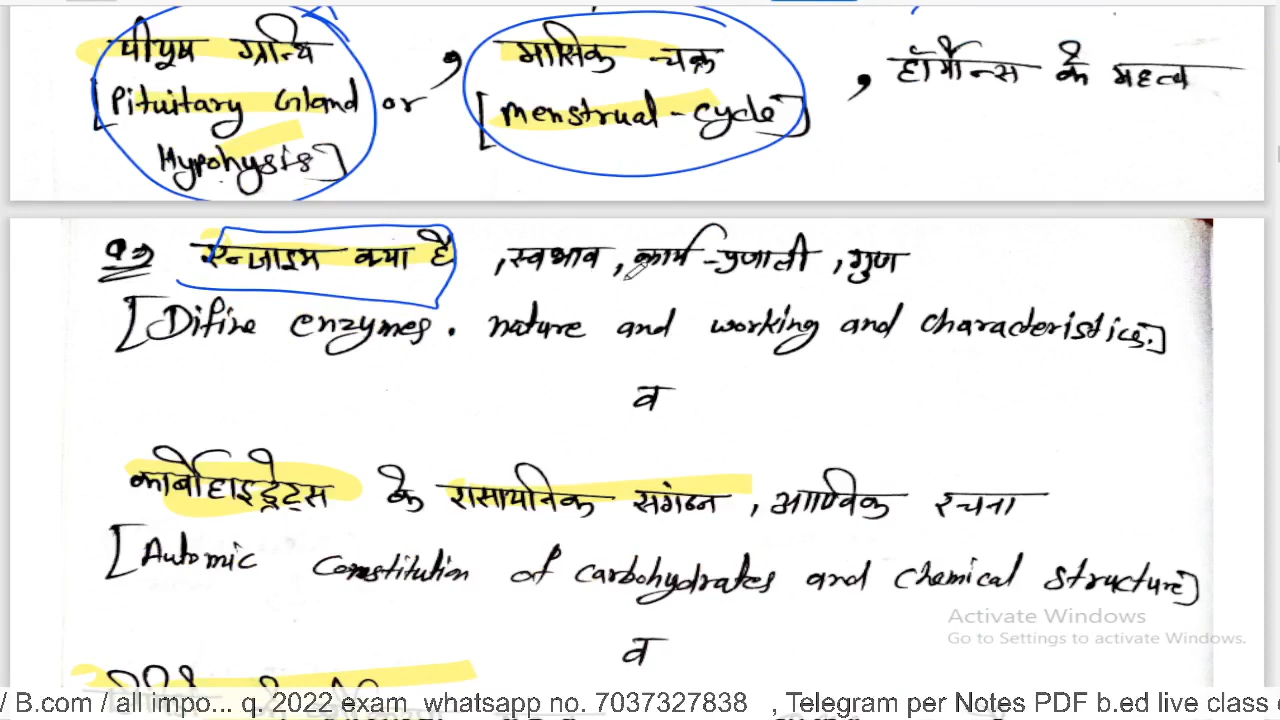 पीयूष ग्रन्थि , मासिक - चक्र , हॉर्मोन्स के महत्व
[Pituitary Gland or [menstrual - cycle]
Hypohysis]
Q3 एन्जाइम क्या है , स्वभाव , कार्य - प्रणाली , गुण
[Difine enzymes . nature and working and characteristics.]
व
कार्बोहाइड्रेट्स के रासायनिक संगठन , आण्विक रचना
[Automic constitution of carbohydrates and chemical structure]
व
Activate Windows
Go to Settings to activate Windows.
/ B.com / all impo... q. 2022 exam whatsapp no. 7037327838 , Telegram per Notes PDF b.ed live class